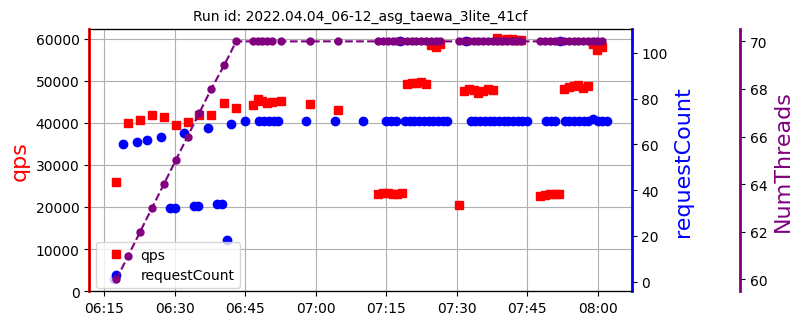 Run id: 2022.04.04_06-12_asg_taewa_3lite_41cf
60000
50000
40000
30000
20000
10000
0
qps
qps
requestCount
06:15 06:30 06:45 07:00 07:15 07:30 07:45 08:00
100
80
60
40
20
0
requestCount
70
68
66
64
62
60
NumThreads